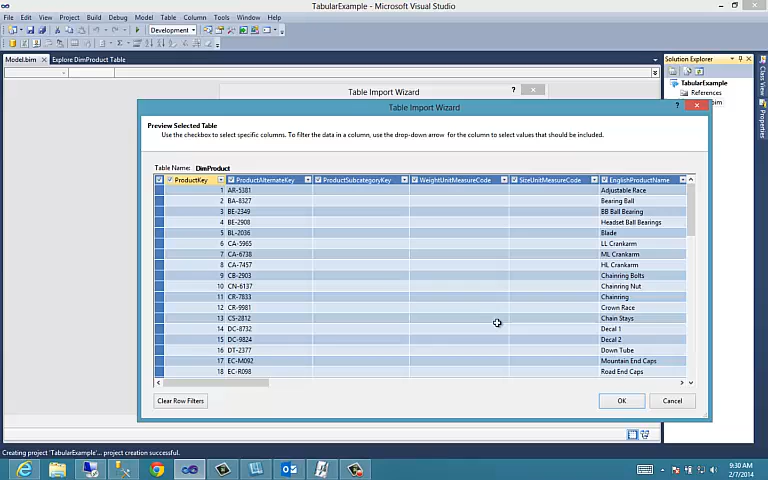 TabularExample - Microsoft Visual Studio
File Edit View Project Build Debug Model Table Column Tools Window Help
Development
Model.bim Explore DimProduct Table
Solution Explorer
TabularExample
References
bim
Class View
Properties
Table Import Wizard
Table Import Wizard
Preview Selected Table
Use the checkbox to select specific columns. To filter the data in a column, use the drop-down arrow for the column to select values that should be included.
Table Name: DimProduct
ProductKey ProductAlternateKey ProductSubcategoryKey WeightUnitMeasureCode SizeUnitMeasureCode EnglishProductName
1 AR-5381 Adjustable Race
2 BA-8327 Bearing Ball
3 BE-2349 BB Ball Bearing
4 BE-2908 Headset Ball Bearings
5 BL-2036 Blade
6 CA-5965 LL Crankarm
7 CA-6738 ML Crankarm
8 CA-7457 HL Crankarm
9 CB-2903 Chainring Bolts
10 CN-6137 Chainring Nut
11 CR-7833 Chainring
12 CR-9981 Crown Race
13 CS-2812 Chain Stays
14 DC-8732 Decal 1
15 DC-9824 Decal 2
16 DT-2377 Down Tube
17 EC-M092 Mountain End Caps
18 EC-R098 Road End Caps
Clear Row Filters OK Cancel
Creating project 'TabularExample'... project creation successful.
9:30 AM
2/7/2014